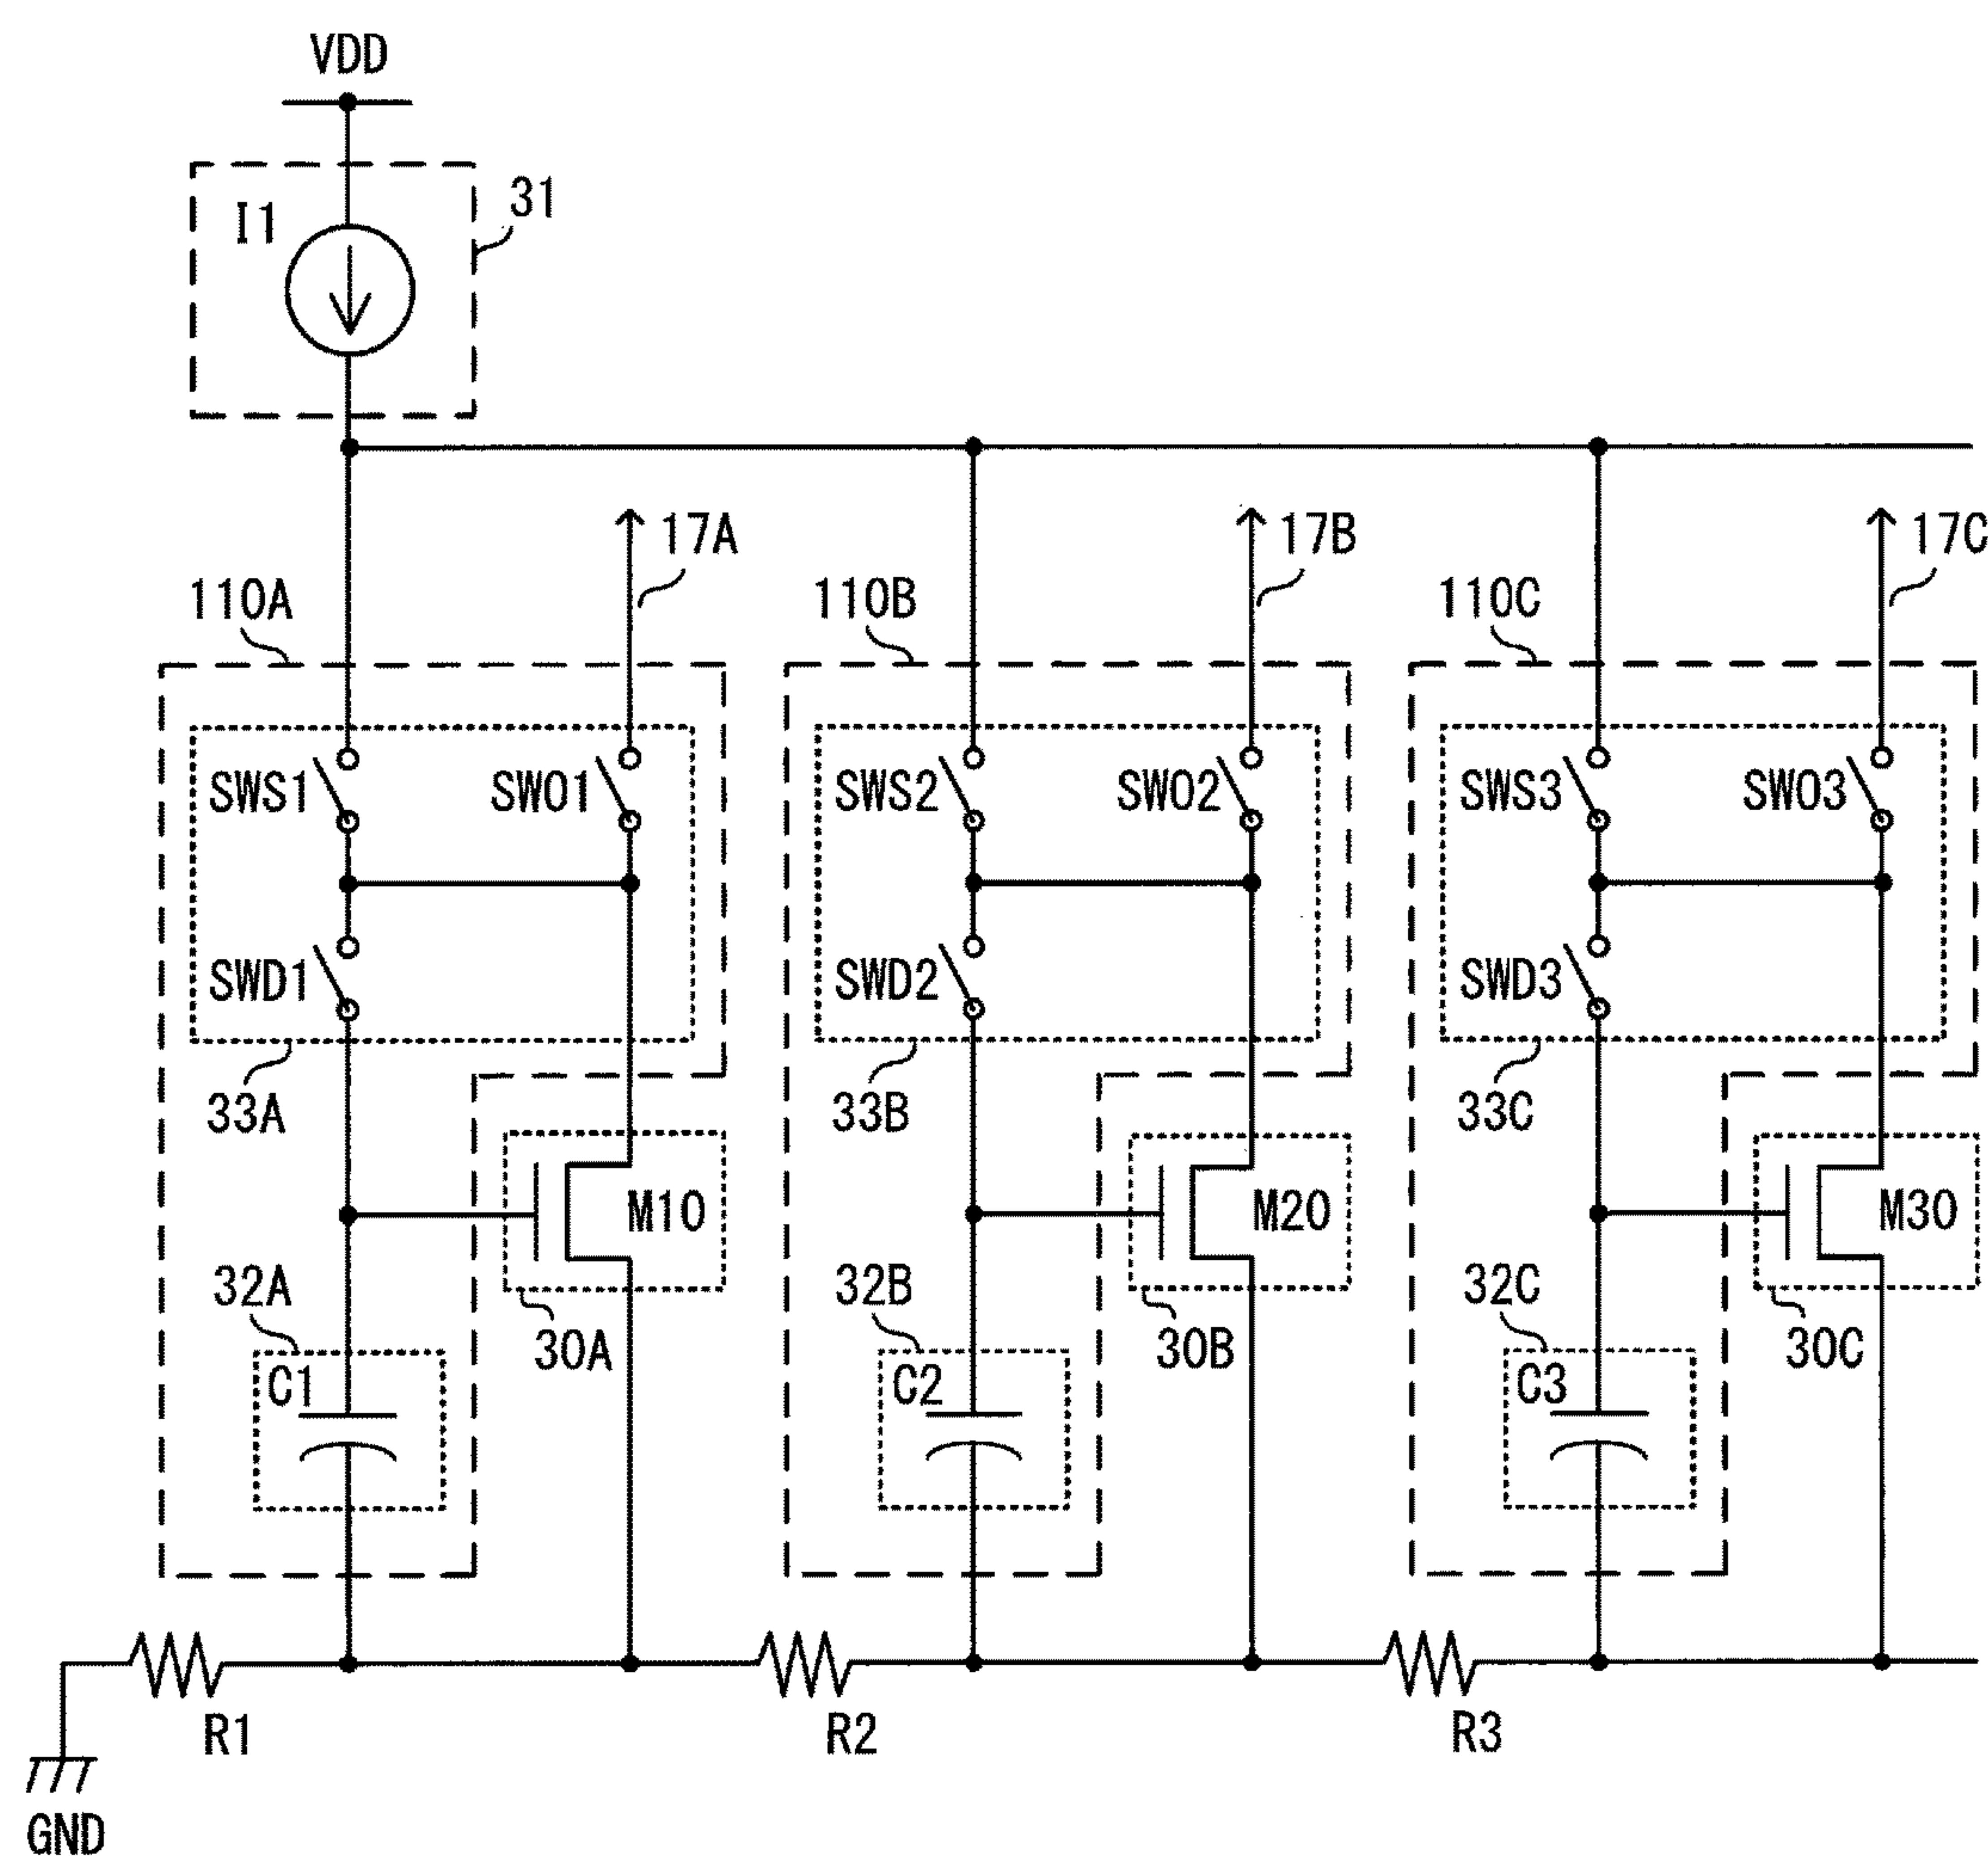 VDD
I1
31
17A
17B
17C
110A
110B
110C
SWS1
SWO1
SWS2
SWO2
SWS3
SWO3
SWD1
SWD2
SWD3
33A
33B
33C
M10
M20
M30
32A
32B
32C
30A
30B
30C
C1
C2
C3
R1
R2
R3
GND